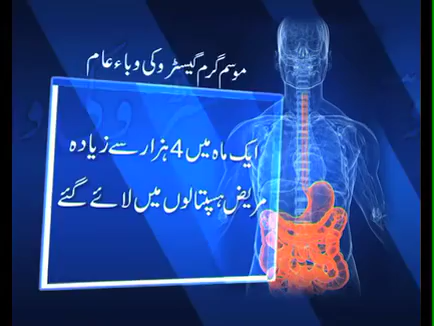 موسم گرم گیسٹرو کی وباء عام
ایک ماہ میں 4 ہزار سے زیادہ
مریض ہسپتالوں میں لائے گئے